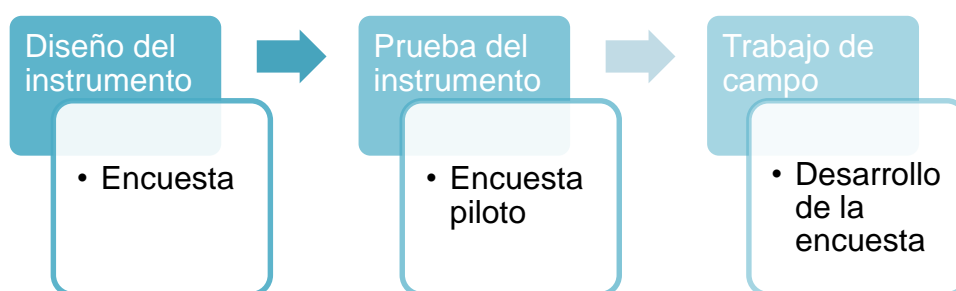 Diseño del
instrumento
• Encuesta
Prueba del
instrumento
• Encuesta
piloto
Trabajo de
campo
• Desarrollo
de la
encuesta